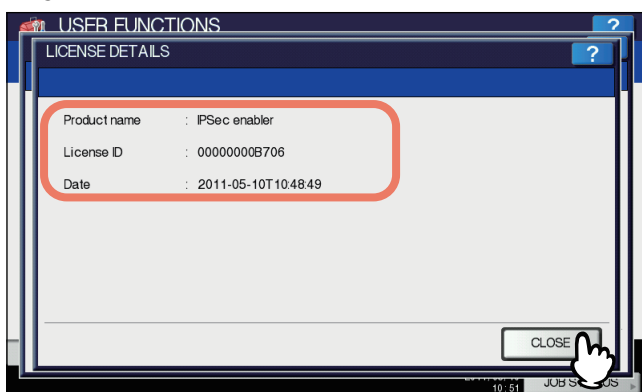 USER FUNCTIONS
?
LICENSE DETAILS
?
Product name : IPSec enabler
License ID : 00000000B706
Date : 2011-05-10T10:48:49
CLOSE
10:51